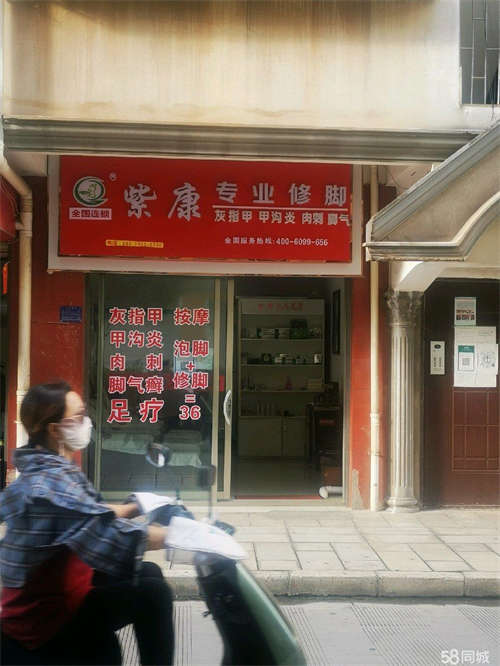 ®
紫康 专业修脚
全国连锁
灰指甲 甲沟炎 肉刺 脚气
全国服务热线:400-6099-656
灰指甲 按摩
甲沟炎 泡脚
肉刺 +
脚气癣 修脚
足疗 =36
58同城